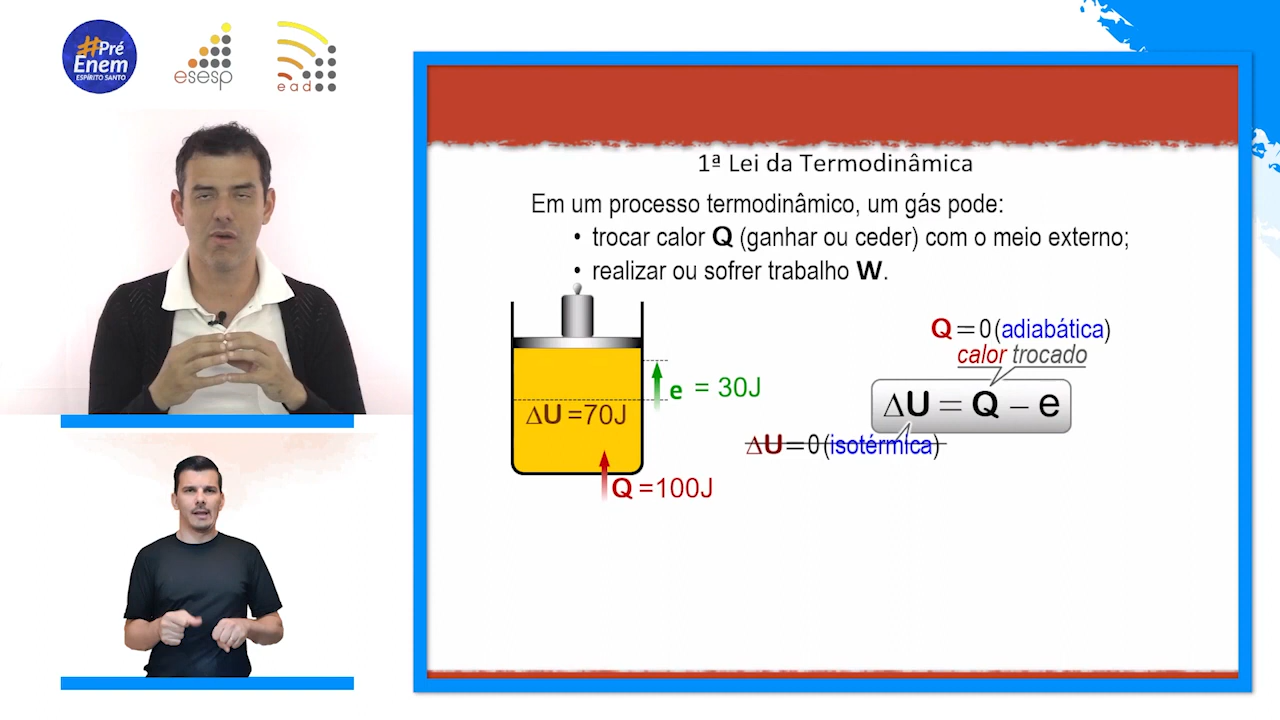 #Pré
Enem
ESPÍRITO SANTO
esesp
ead
1ª Lei da Termodinâmica
Em um processo termodinâmico, um gás pode:
• trocar calor Q (ganhar ou ceder) com o meio externo;
• realizar ou sofrer trabalho W.
Q = 0 (adiabática)
calor trocado
e = 30J
ΔU = Q – e
ΔU =70J
ΔU = 0 (isotérmica)
Q =100J